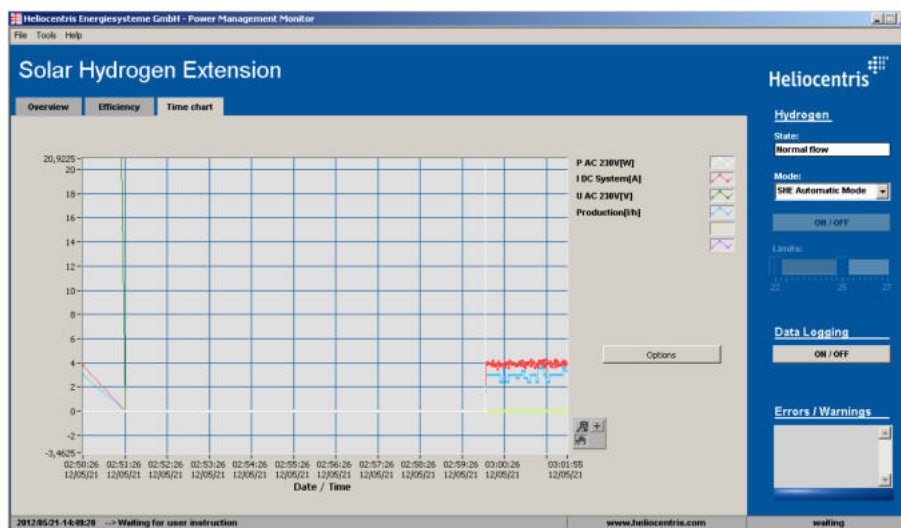 Heliocentris Energiesysteme GmbH - Power Management Monitor
File Tools Help
Solar Hydrogen Extension
Heliocentris
Overview Efficiency Time chart
Hydrogen
State:
Normal flow
Mode:
SHE Automatic Mode
ON / OFF
Limits:
22 25 27
Data Logging
ON / OFF
Errors / Warnings
P AC 230V[W]
I DC System[A]
U AC 230V[V]
Production[l/h]
Options
20,9225
20
18
16
14
12
10
8
6
4
2
0
-2
-3,4625
02:50:26 02:51:26 02:52:26 02:53:26 02:54:26 02:55:26 02:56:26 02:57:26 02:58:26 02:59:26 03:00:26 03:01:55
12/05/21 12/05/21 12/05/21 12/05/21 12/05/21 12/05/21 12/05/21 12/05/21 12/05/21 12/05/21 12/05/21 12/05/21
Date / Time
2012/05/21-14:49:28 --> Waiting for user instruction www.heliocentris.com waiting